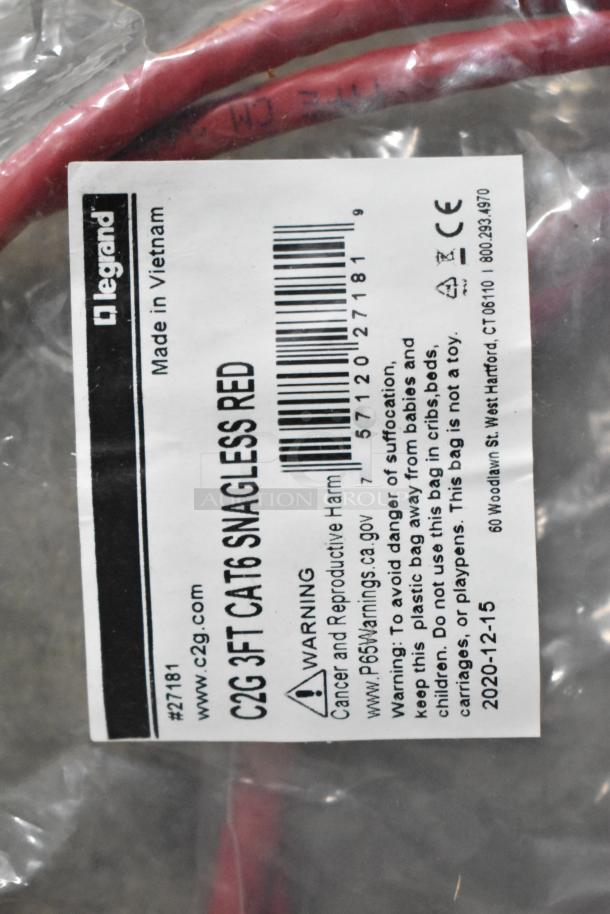 legrand
Made in Vietnam
#27181
www.c2g.com
C2G 3FT CAT6 SNAGLESS RED
7 57120 27181 9
WARNING
Cancer and Reproductive Harm
www.P65Warnings.ca.gov
Warning: To avoid danger of suffocation,
keep this plastic bag away from babies and
children. Do not use this bag in cribs,beds,
carriages, or playpens. This bag is not a toy.
2020-12-15
CE
60 Woodlawn St. West Hartford, CT 06110 I 800.293.4970
AUCTION GROUP